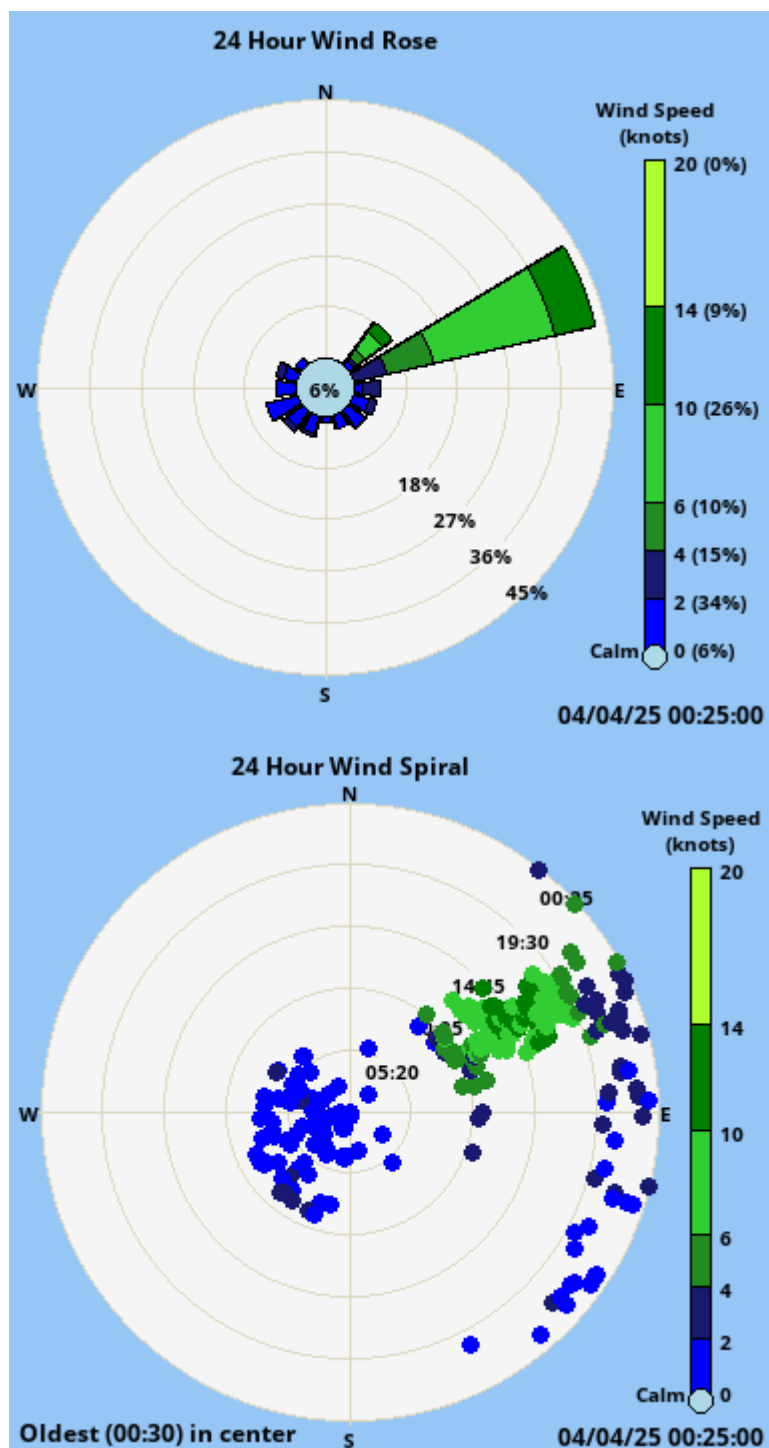 24 Hour Wind Rose
N
Wind Speed
(knots)
20 (0%)
14 (9%)
W
6%
E
10 (26%)
18%
6 (10%)
27%
36%
4 (15%)
45%
2 (34%)
Calm
0 (6%)
S
04/04/25 00:25:00
24 Hour Wind Spiral
N
Wind Speed
(knots)
20
00:25
19:30
14
05:20
W
E
10
6
4
2
Calm
0
Oldest (00:30) in center
S
04/04/25 00:25:00